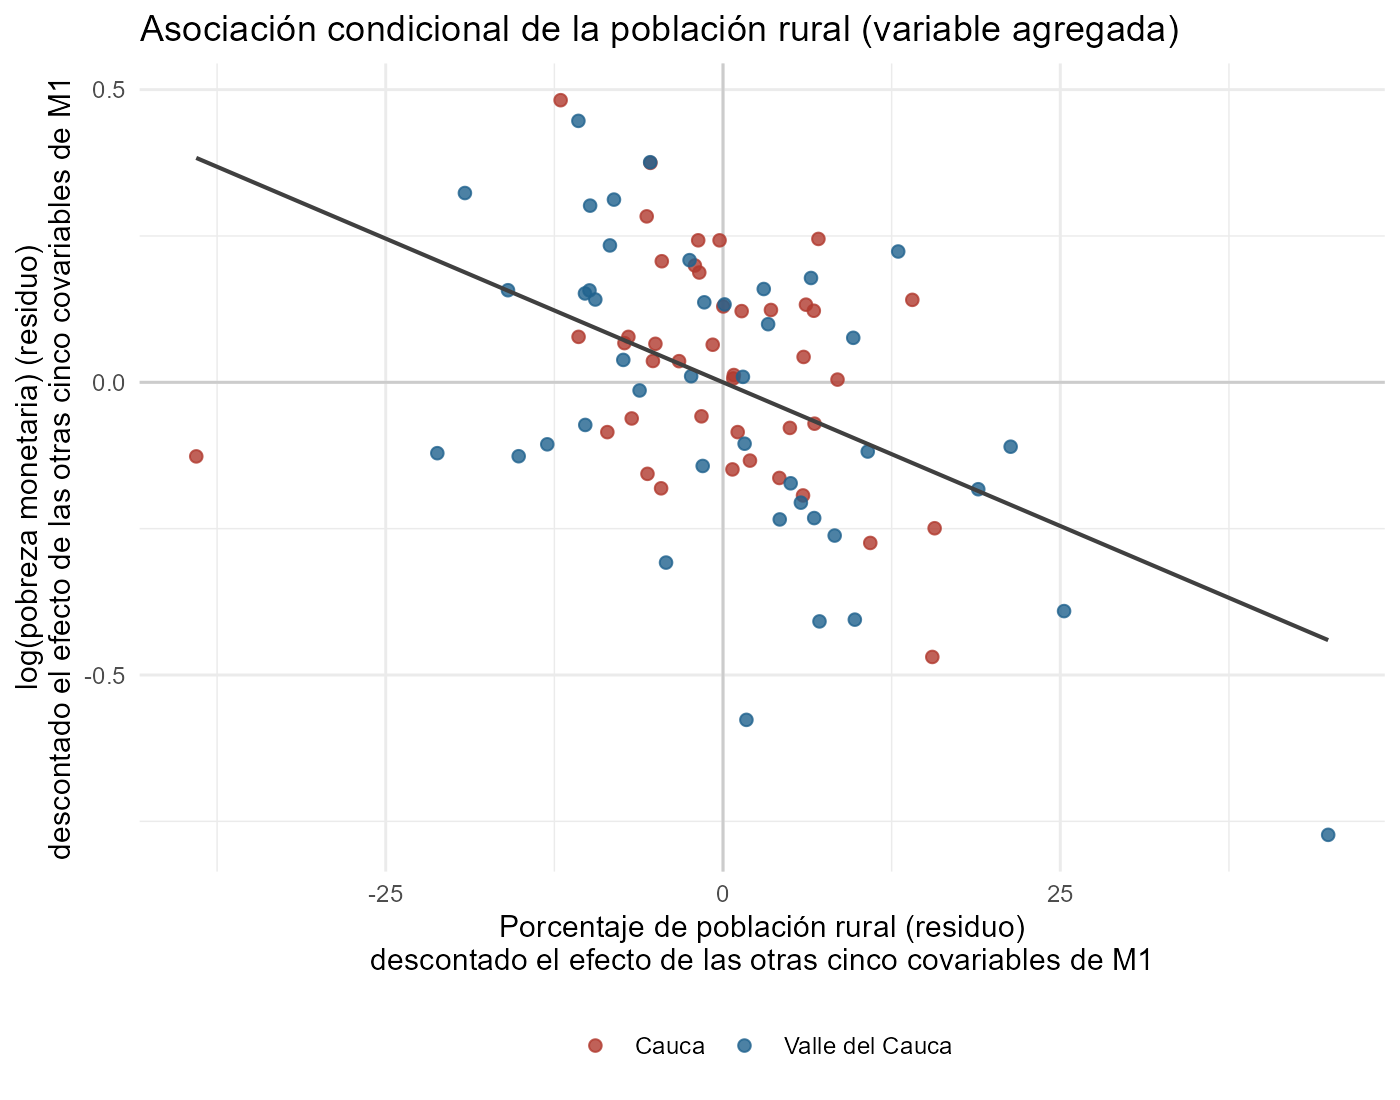 Asociación condicional de la población rural (variable agregada)
log(pobreza monetaria) (residuo)
descontado el efecto de las otras cinco covariables de M1
0.5
0.0
-0.5
-25
0
25
Porcentaje de población rural (residuo)
descontado el efecto de las otras cinco covariables de M1
Cauca
Valle del Cauca